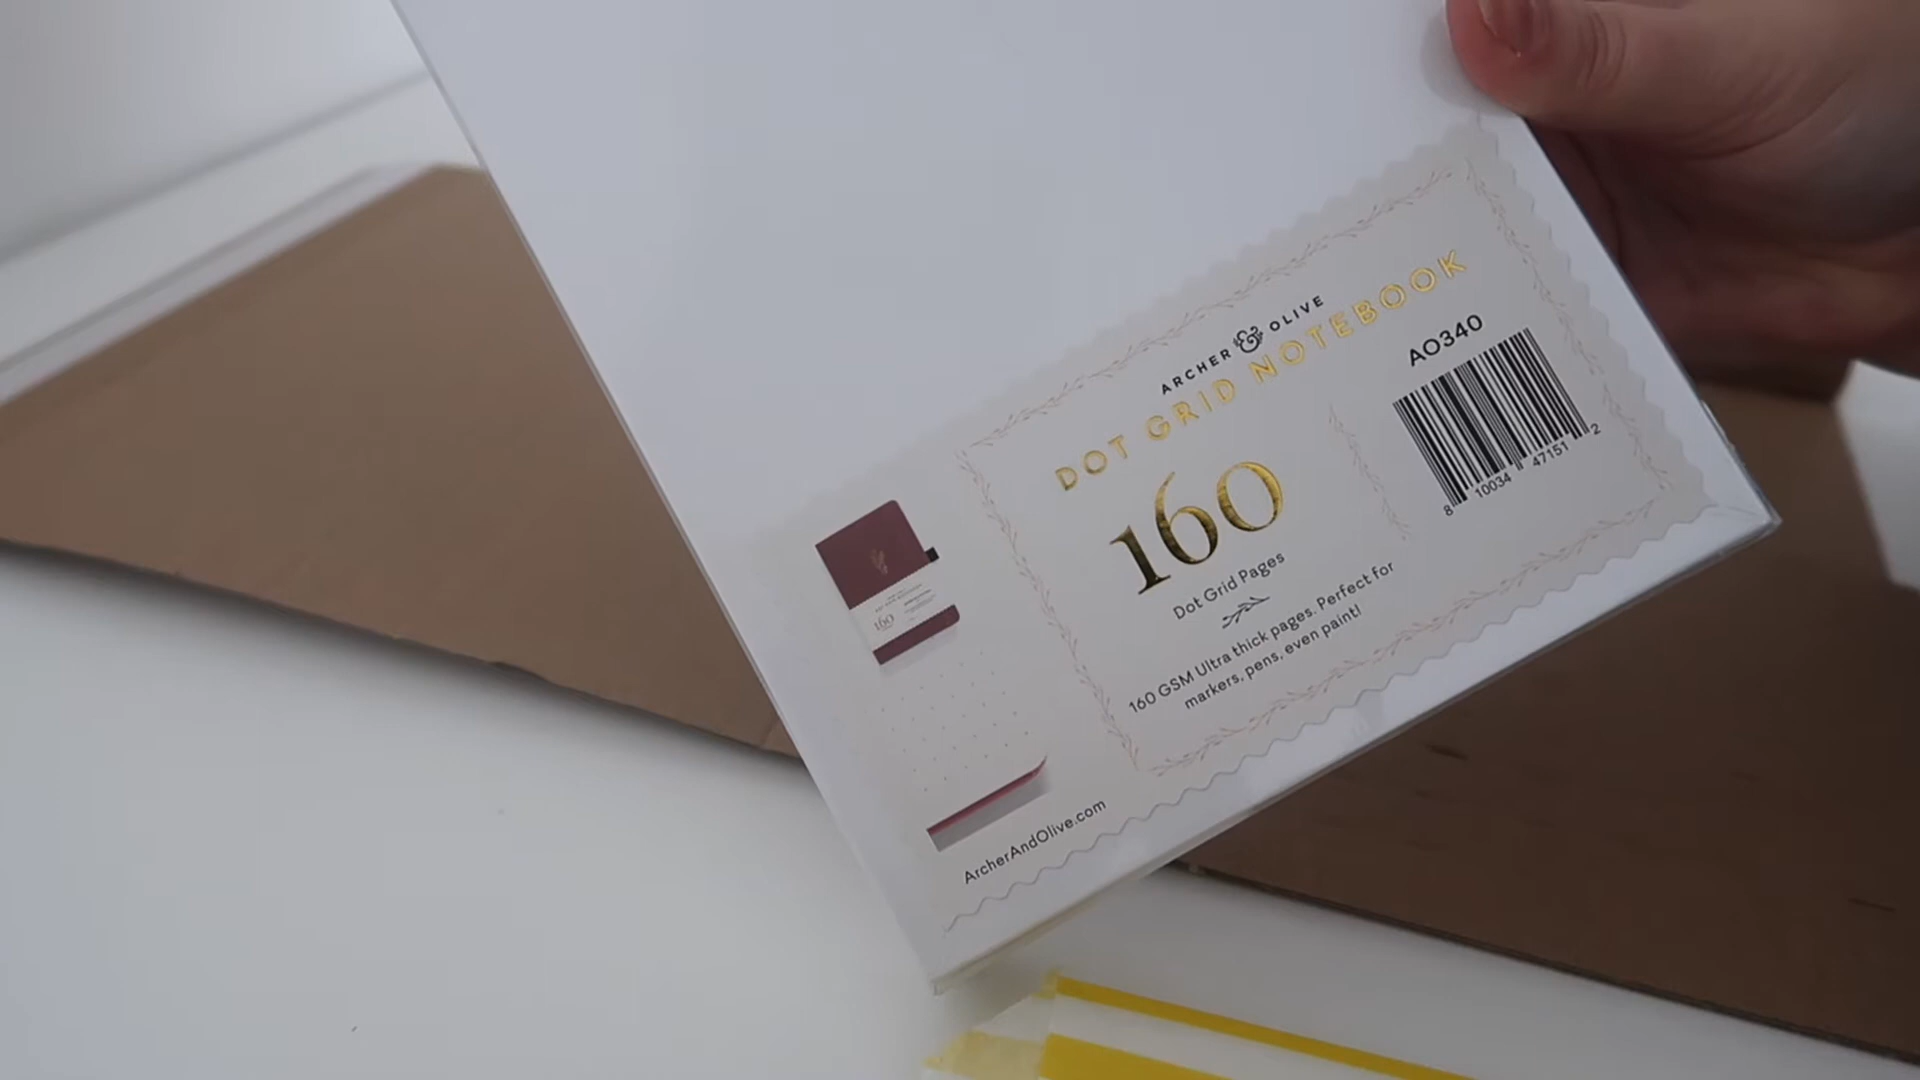 ARCHER & OLIVE
DOT GRID NOTEBOOK
160
Dot Grid Pages
160 GSM Ultra thick pages. Perfect for
markers, pens, even paint!
AO340
8 10034 47151 2
160
ArcherAndOlive.com